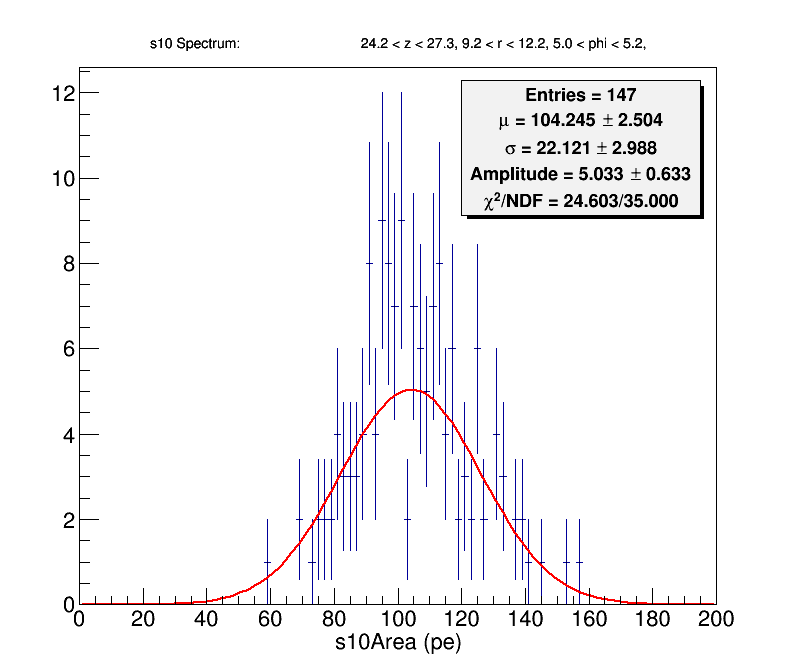 s10 Spectrum: 24.2 < z < 27.3, 9.2 < r < 12.2, 5.0 < phi < 5.2,
Entries = 147
μ = 104.245 ± 2.504
σ = 22.121 ± 2.988
Amplitude = 5.033 ± 0.633
χ²/NDF = 24.603/35.000
12
10
8
6
4
2
0
0 20 40 60 80 100 120 140 160 180 200
s10Area (pe)